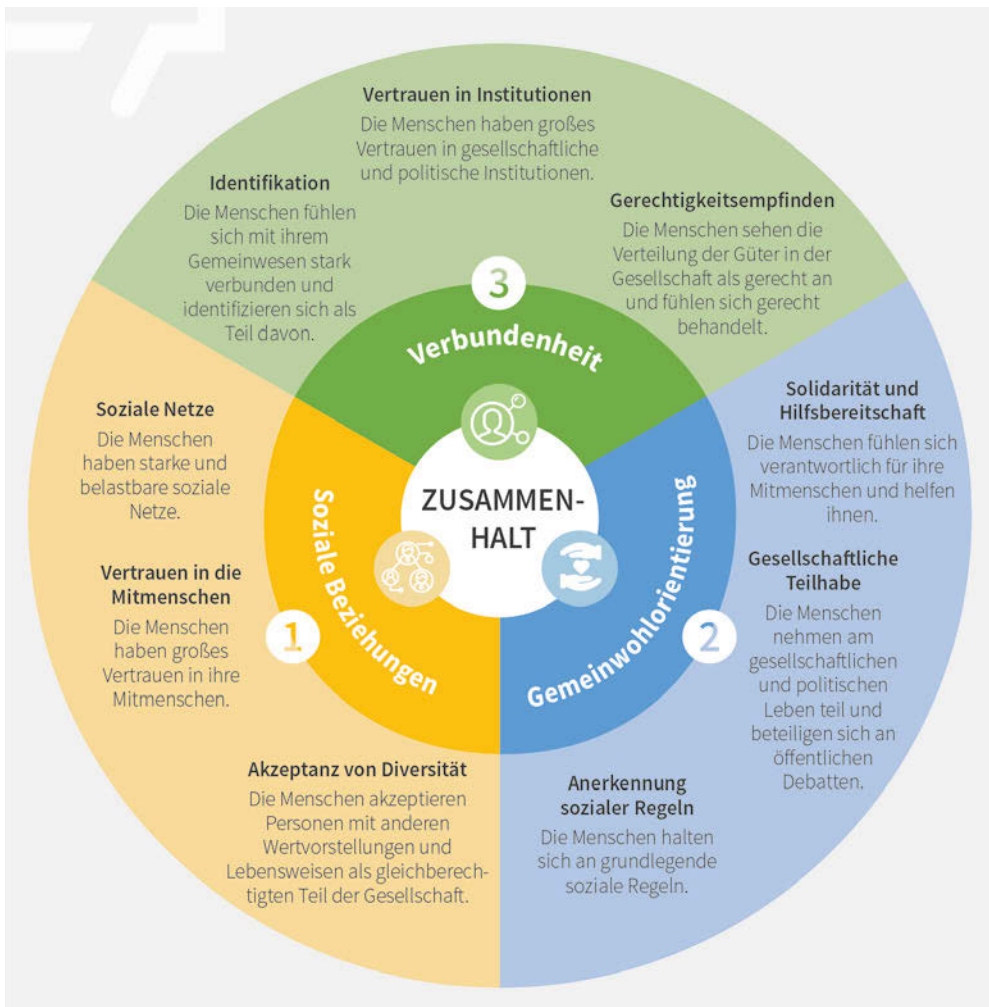 Vertrauen in Institutionen
Die Menschen haben großes
Vertrauen in gesellschaftliche
und politische Institutionen.
Identifikation
Die Menschen fühlen
sich mit ihrem
Gemeinwesen stark
verbunden und
identifizieren sich als
Teil davon.
Gerechtigkeitsempfinden
Die Menschen sehen die
Verteilung der Güter in der
Gesellschaft als gerecht an
und fühlen sich gerecht
behandelt.
3
Verbundenheit
Soziale Netze
Die Menschen
haben starke und
belastbare soziale
Netze.
Vertrauen in die
Mitmenschen
Die Menschen
haben großes
Vertrauen in ihre
Mitmenschen.
Akzeptanz von Diversität
Die Menschen akzeptieren
Personen mit anderen
Wertvorstellungen und
Lebensweisen als gleichberech-
tigten Teil der Gesellschaft.
1
Soziale Beziehungen
ZUSAMMEN-
HALT
Gemeinwohlorientierung
2
Solidarität und
Hilfsbereitschaft
Die Menschen fühlen sich
verantwortlich für ihre
Mitmenschen und helfen
ihnen.
Gesellschaftliche
Teilhabe
Die Menschen
nehmen am
gesellschaftlichen
und politischen
Leben teil und
beteiligen sich an
öffentlichen
Debatten.
Anerkennung
sozialer Regeln
Die Menschen halten
sich an grundlegende
soziale Regeln.